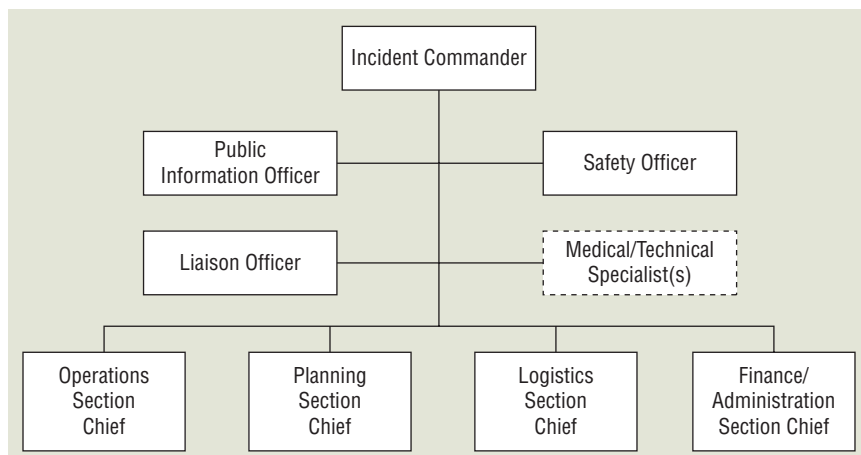 Incident Commander
Public
Information Officer
Safety Officer
Liaison Officer
Medical/Technical
Specialist(s)
Operations
Section
Chief
Planning
Section
Chief
Logistics
Section
Chief
Finance/
Administration
Section Chief